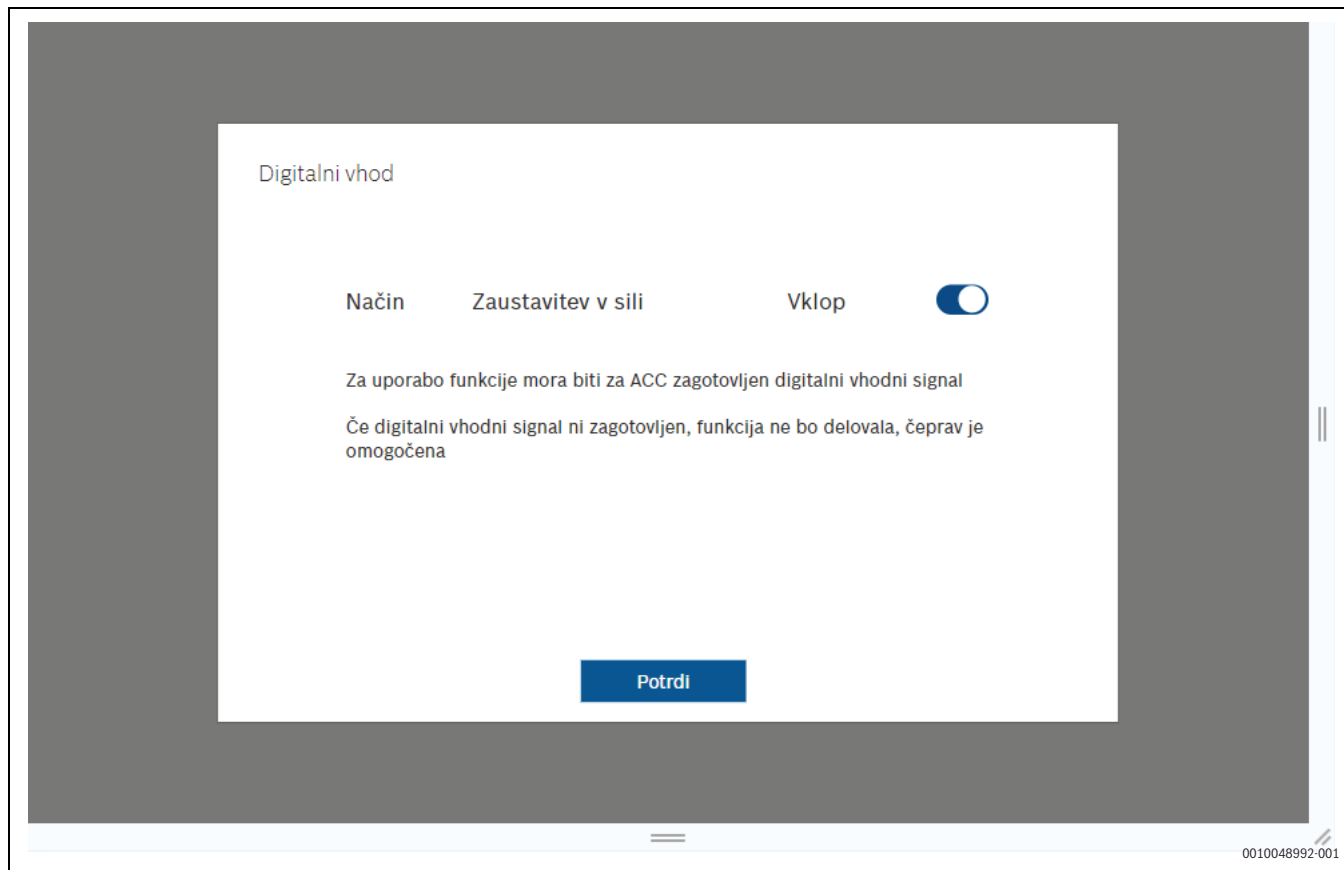 Digitalni vhod
Način Zaustavitev v sili Vklop
Za uporabo funkcije mora biti za ACC zagotovljen digitalni vhodni signal
Če digitalni vhodni signal ni zagotovljen, funkcija ne bo delovala, čeprav je
omogočena
Potrdi
0010048992-001